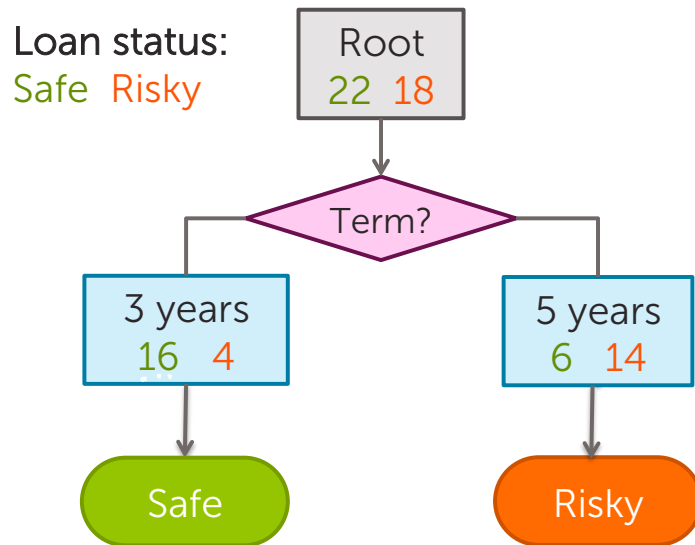 Loan status:
Safe Risky
Root
22 18
Term?
3 years
16 4
5 years
6 14
Safe
Risky